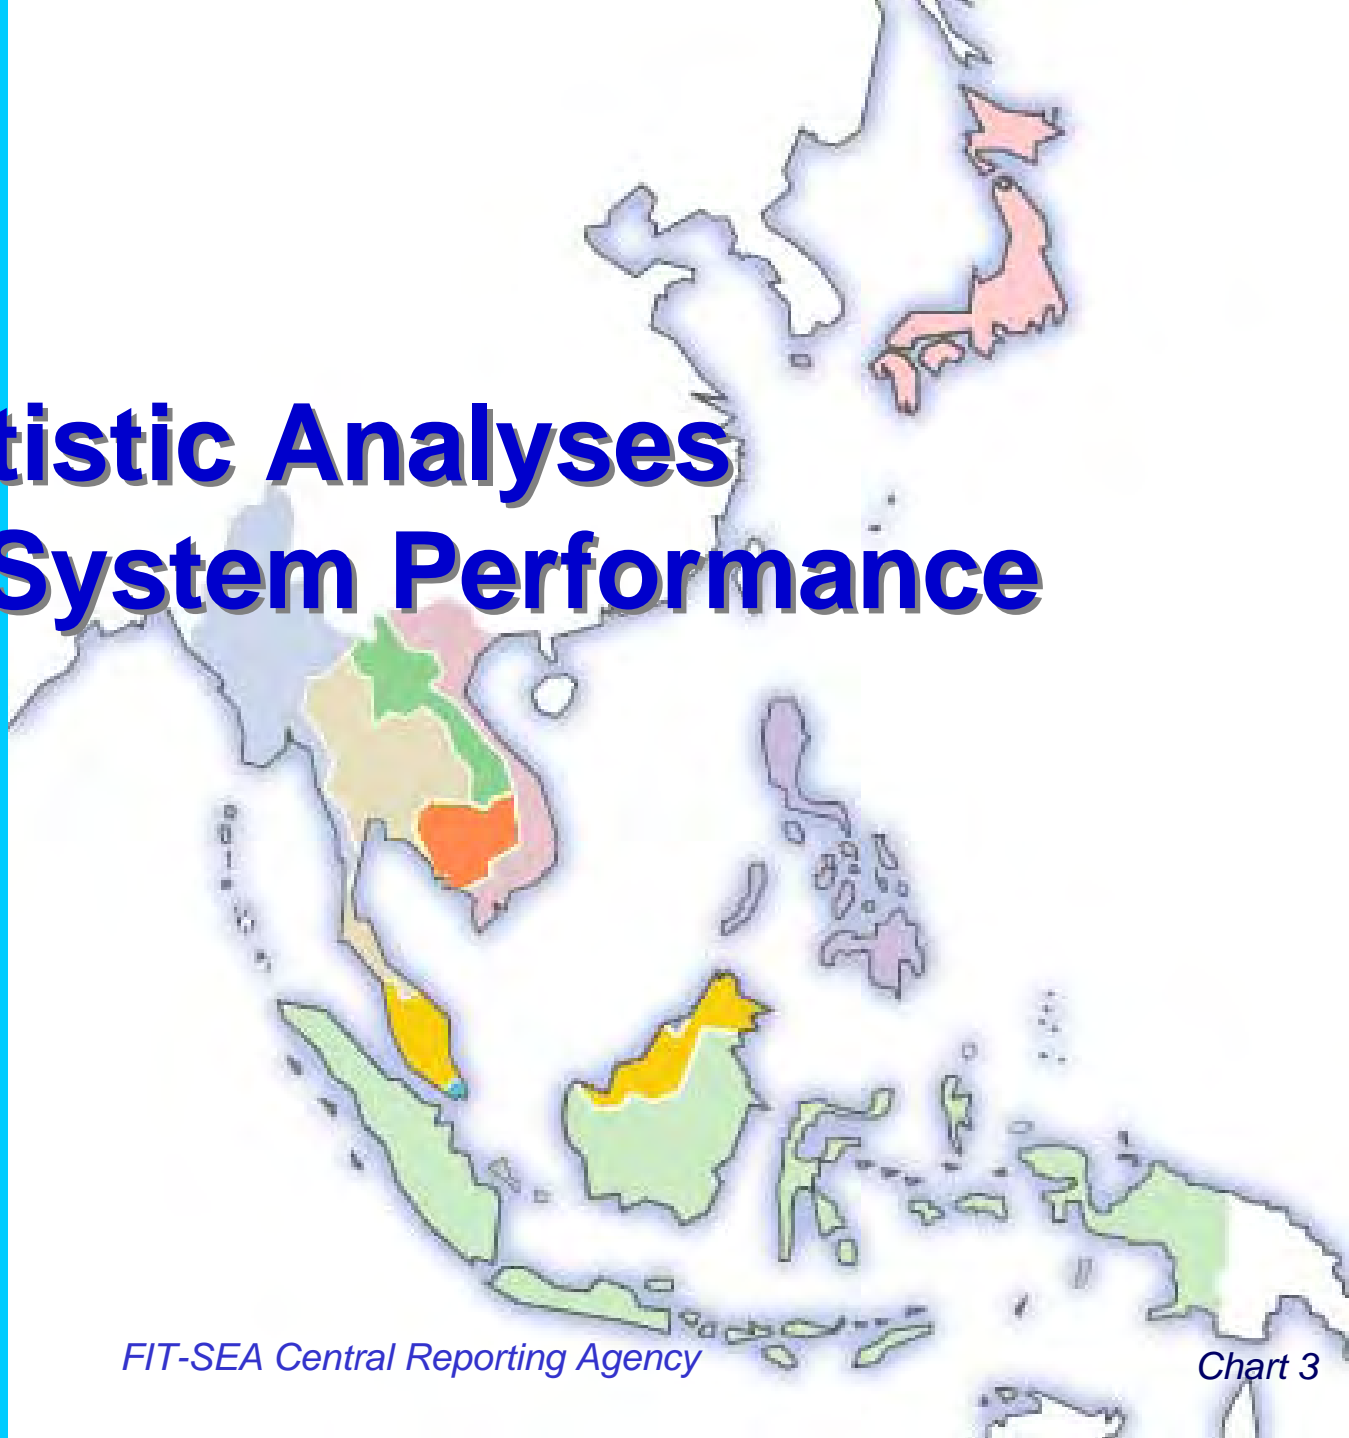 tistic Analyses
System Performance
FIT-SEA Central Reporting Agency
Chart 3